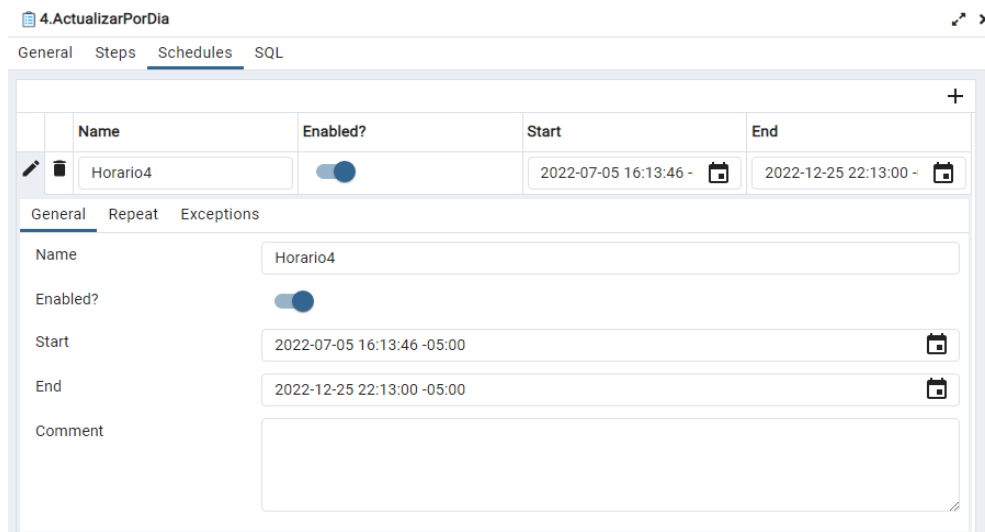 4.ActualizarPorDia
General Steps Schedules SQL
Name Enabled? Start End
Horario4 2022-07-05 16:13:46 - 2022-12-25 22:13:00 -
General Repeat Exceptions
Name Horario4
Enabled?
Start 2022-07-05 16:13:46 -05:00
End 2022-12-25 22:13:00 -05:00
Comment